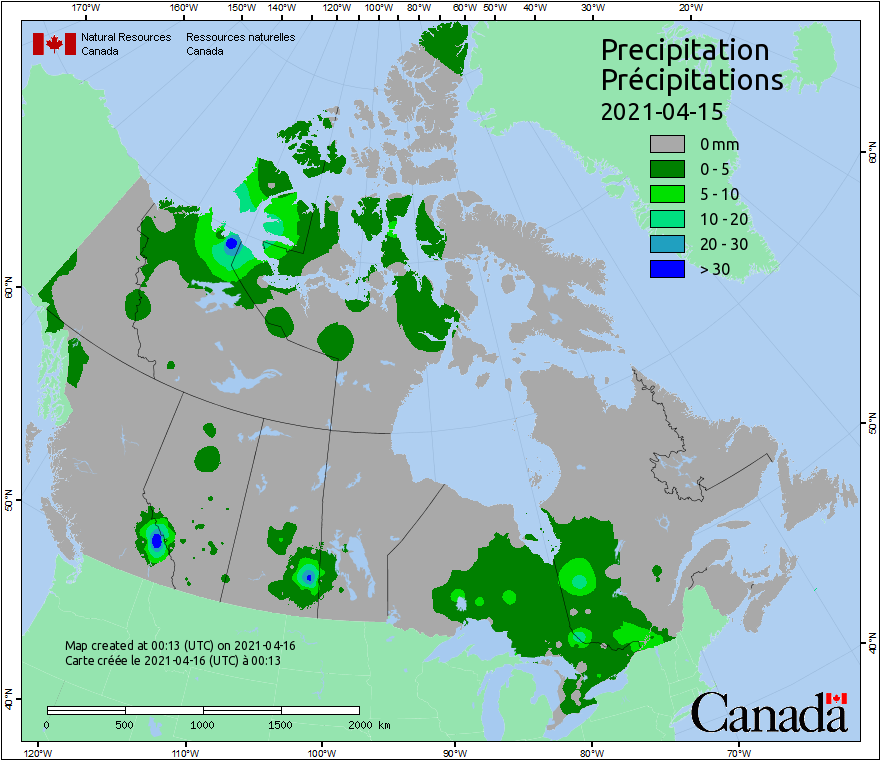 170°W 160°W 150°W 140°W 120°W 100°W 80°W 60°W 50°W 40°W 30°W 20°W
Natural Resources Ressources naturelles
Canada Canada
Precipitation
Précipitations
2021-04-15
0 mm
0 - 5
5 - 10
10 - 20
20 - 30
> 30
60°N
60°N
50°N
50°N
40°N
40°N
Map created at 00:13 (UTC) on 2021-04-16
Carte créée le 2021-04-16 (UTC) à 00:13
0 500 1000 1500 2000 km
Canada
120°W 110°W 100°W 90°W 80°W 70°W